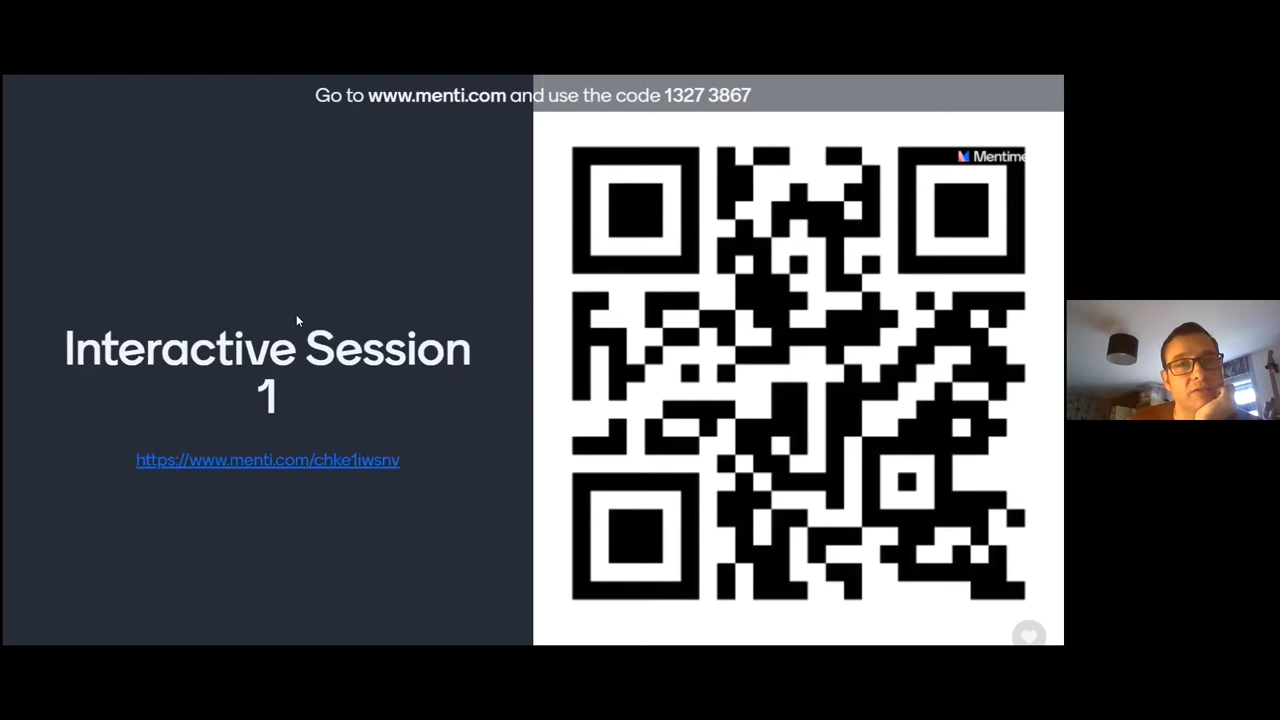 Go to www.menti.com and use the code 1327 3867
Mentime
Interactive Session
1
https://www.menti.com/chke1iwsnv